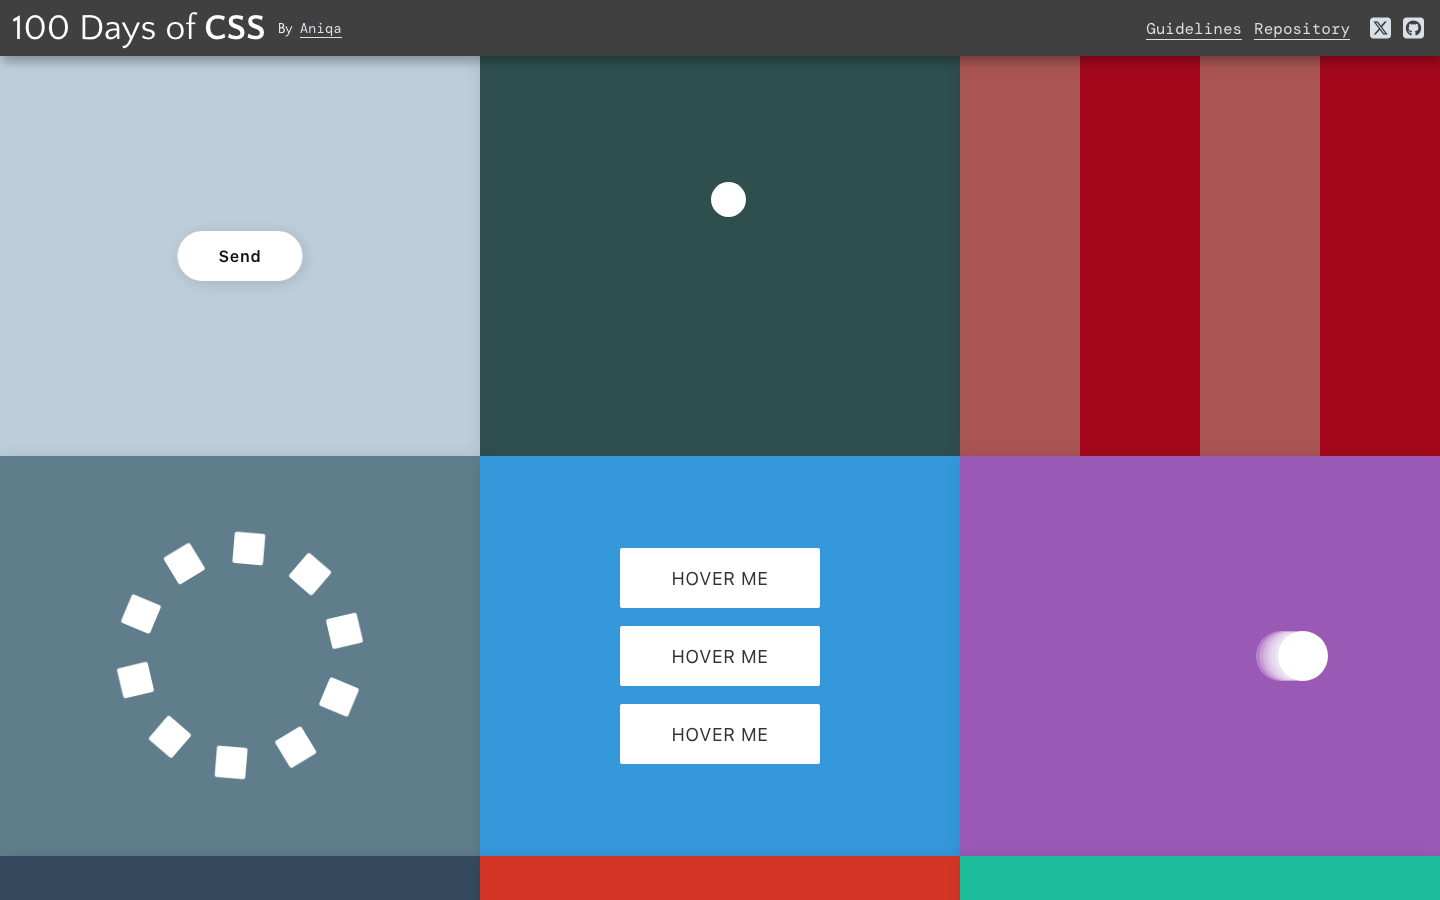 100 Days of CSS By Aniqa
Guidelines Repository
Send
HOVER ME
HOVER ME
HOVER ME